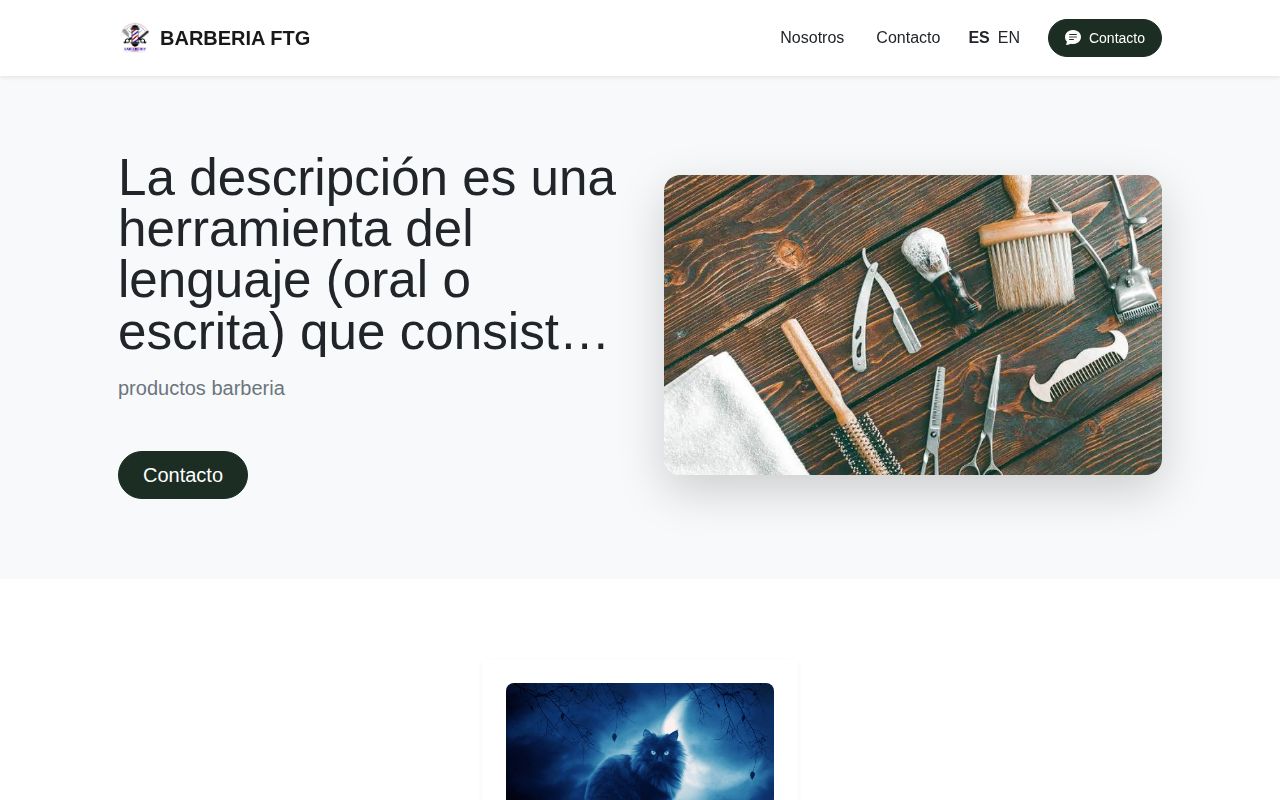 BARBERIA FTG
Nosotros
Contacto
ES EN
Contacto
La descripción es una
herramienta del
lenguaje (oral o
escrita) que consist…
productos barberia
Contacto